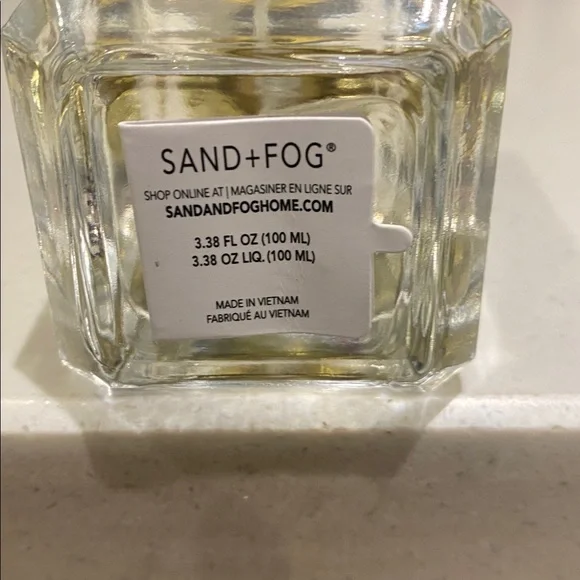 SAND+FOG®
SHOP ONLINE AT | MAGASINER EN LIGNE SUR
SANDANDFOGHOME.COM
3.38 FL OZ (100 ML)
3.38 OZ LIQ. (100 ML)
MADE IN VIETNAM
FABRIQUÉ AU VIETNAM